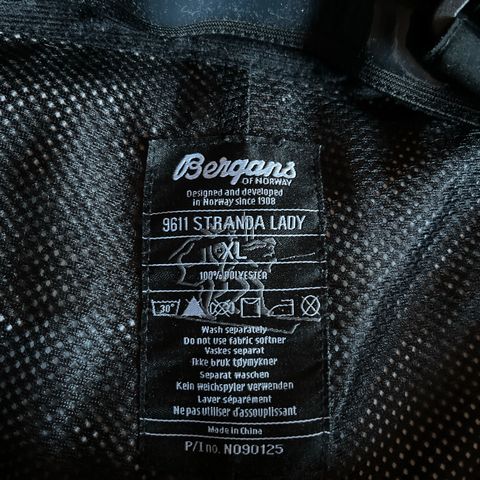 Bergans
OF NORWAY
Designed and developed
in Norway since 1908
9611 STRANDA LADY
XL
100% POLYESTER
30°
Wash separately
Do not use fabric softner
Vaskes separat
Ikke bruk tøymykner
Separat waschen
Kein weichspyler verwenden
Laver séparément
Ne pas utiliser d'assouplissant
Made in China
P/I no. NO90125